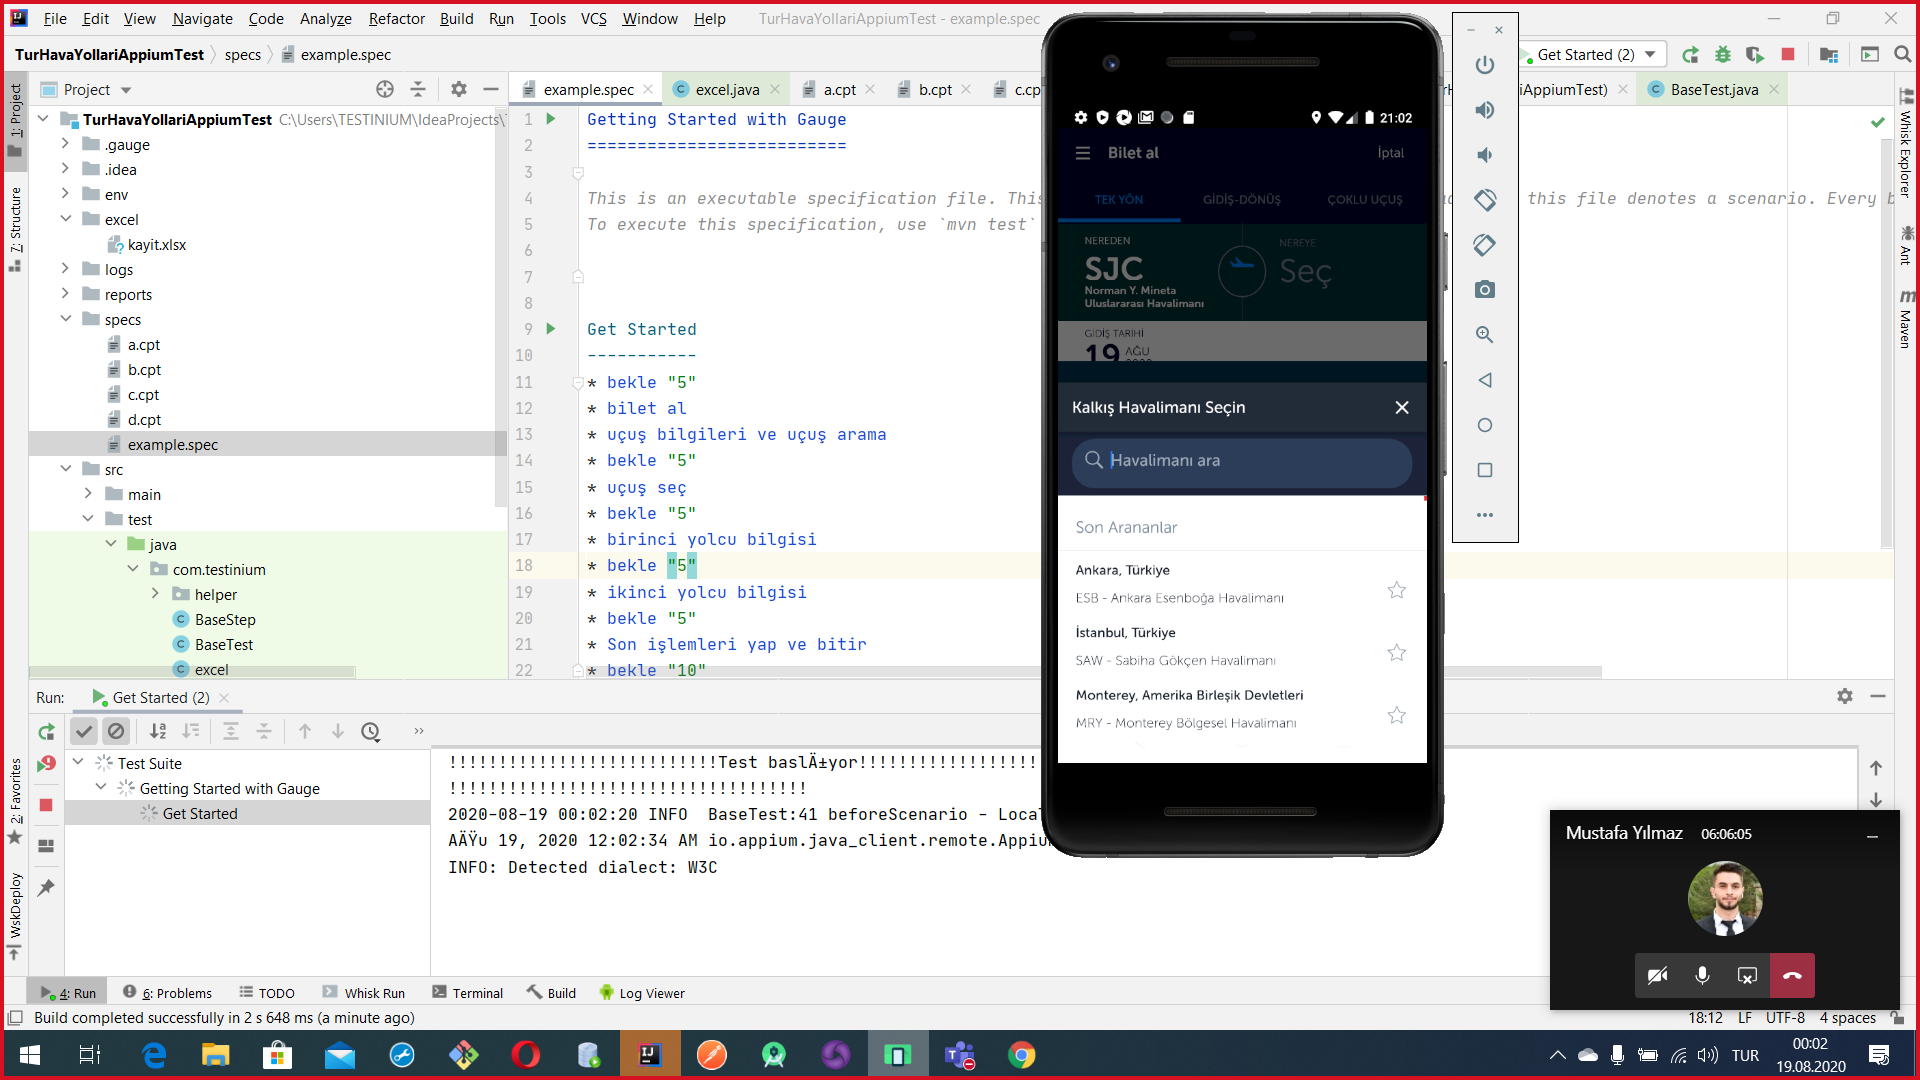 File Edit View Navigate Code Analyze Refactor Build Run Tools VCS Window Help TurHavaYollariAppiumTest - example.spec
TurHavaYollariAppiumTest specs example.spec
Get Started (2)
Project
example.spec excel.java a.cpt b.cpt c.cp
AppiumTest) BaseTest.java
1: Project
7: Structure
2: Favorites
WskDeploy
Whisk Explorer
Ant
Maven
TurHavaYollariAppiumTest C:\Users\TESTINIUM\IdeaProjects\
.gauge
.idea
env
excel
kayit.xlsx
logs
reports
specs
a.cpt
b.cpt
c.cpt
d.cpt
example.spec
src
main
test
java
com.testinium
helper
BaseStep
BaseTest
excel
1 Getting Started with Gauge
2 ==========================
3
4 This is an executable specification file. This
this file denotes a scenario. Every b
5 To execute this specification, use `mvn test`
6
7
8
9 Get Started
10 -----------
11 * bekle "5"
12 * bilet al
13 * uçuş bilgileri ve uçuş arama
14 * bekle "5"
15 * uçuş seç
16 * bekle "5"
17 * birinci yolcu bilgisi
18 * bekle "5"
19 * ikinci yolcu bilgisi
20 * bekle "5"
21 * Son işlemleri yap ve bitir
22 * bekle "10"
21:02
Bilet al İptal
TEK YÖN GİDİŞ-DÖNÜŞ ÇOKLU UÇUŞ
NEREDEN NEREYE
SJC Seç
Norman Y. Mineta
Uluslararası Havalimanı
GİDİŞ TARİHİ
19 AĞU
Kalkış Havalimanı Seçin
Havalimanı ara
Son Arananlar
Ankara, Türkiye
ESB - Ankara Esenboğa Havalimanı
İstanbul, Türkiye
SAW - Sabiha Gökçen Havalimanı
Monterey, Amerika Birleşik Devletleri
MRY - Monterey Bölgesel Havalimanı
Run: Get Started (2)
Test Suite
Getting Started with Gauge
Get Started
!!!!!!!!!!!!!!!!!!!!!!!!!!!Test baslÄ±yor!!!!!!!!!!!!!!!!!!
!!!!!!!!!!!!!!!!!!!!!!!!!!!!!!!!!!!!
2020-08-19 00:02:20 INFO BaseTest:41 beforeScenario - Loca
AÄŸu 19, 2020 12:02:34 AM io.appium.java_client.remote.Appiu
INFO: Detected dialect: W3C
Mustafa Yılmaz 06:06:05
4: Run 6: Problems TODO Whisk Run Terminal Build Log Viewer
Build completed successfully in 2 s 648 ms (a minute ago)
18:12 LF UTF-8 4 spaces
TUR
00:02
19.08.2020